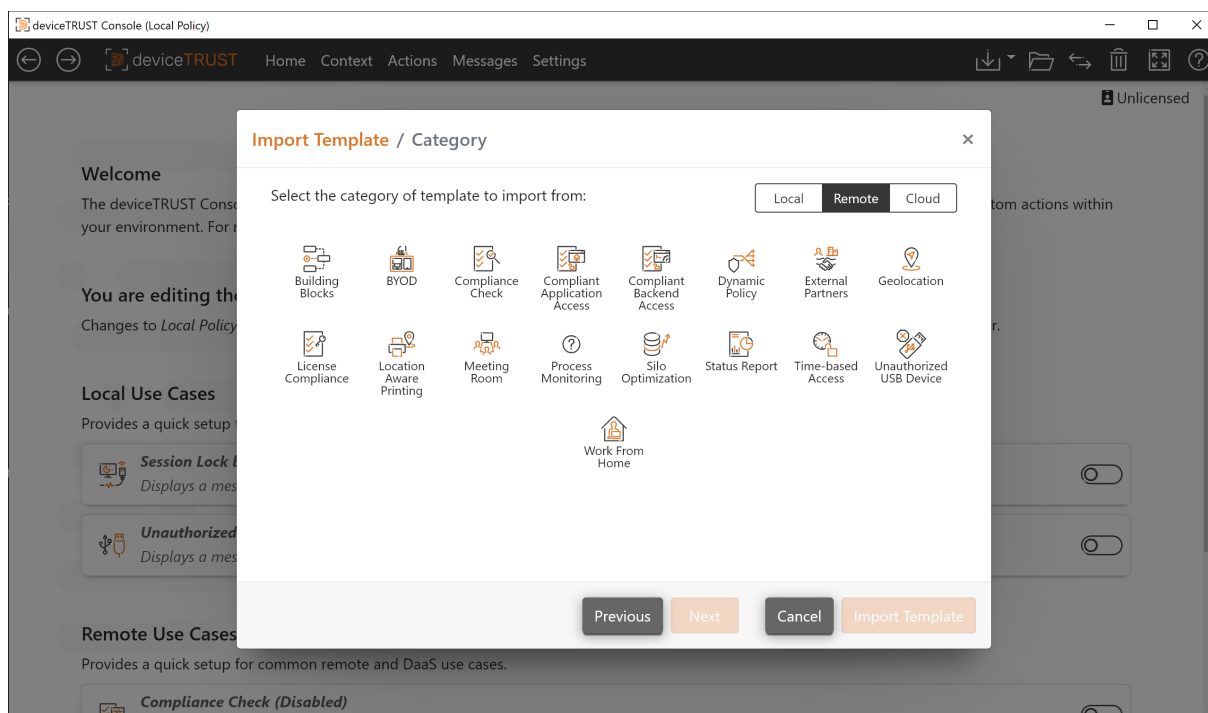 deviceTRUST Console (Local Policy)
deviceTRUST Home Context Actions Messages Settings
Unlicensed
Import Template / Category
Welcome
Select the category of template to import from:
Local Remote Cloud
The deviceTRUST Conso
tom actions within
your environment. For
Building
Blocks
BYOD
Compliance
Check
Compliant
Application
Access
Compliant
Backend
Access
Dynamic
Policy
External
Partners
Geolocation
You are editing the
Changes to Local Policy
r.
License
Compliance
Location
Aware
Printing
Meeting
Room
Process
Monitoring
Silo
Optimization
Status Report
Time-based
Access
Unauthorized
USB Device
Local Use Cases
Provides a quick setup
Work From
Home
Session Lock
Displays a mes
Unauthorized
Displays a mes
Previous Next Cancel Import Template
Remote Use Cases
Provides a quick setup for common remote and DaaS use cases.
Compliance Check (Disabled)